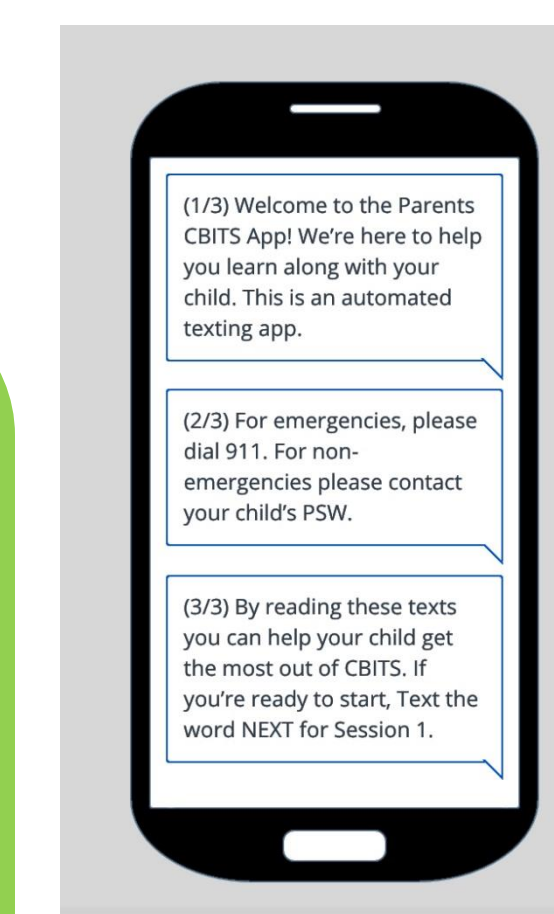 (1/3) Welcome to the Parents
CBITS App! We're here to help
you learn along with your
child. This is an automated
texting app.
(2/3) For emergencies, please
dial 911. For non-
emergencies please contact
your child's PSW.
(3/3) By reading these texts
you can help your child get
the most out of CBITS. If
you're ready to start, Text the
word NEXT for Session 1.